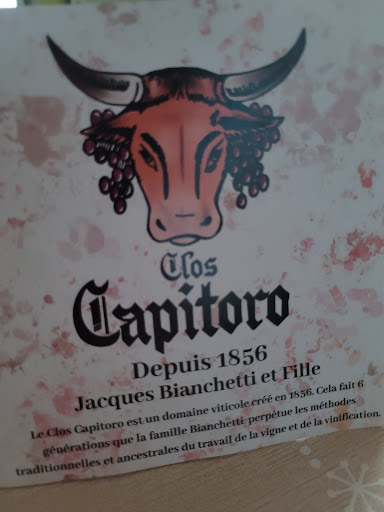 Clos
Capitoro
Depuis 1856
Jacques Bianchetti et Fille
Le Clos Capitoro est un domaine viticole créé en 1856. Cela fait 6
générations que la famille Bianchetti perpétue les méthodes
traditionnelles et ancestrales du travail de la vigne et de la vinification.